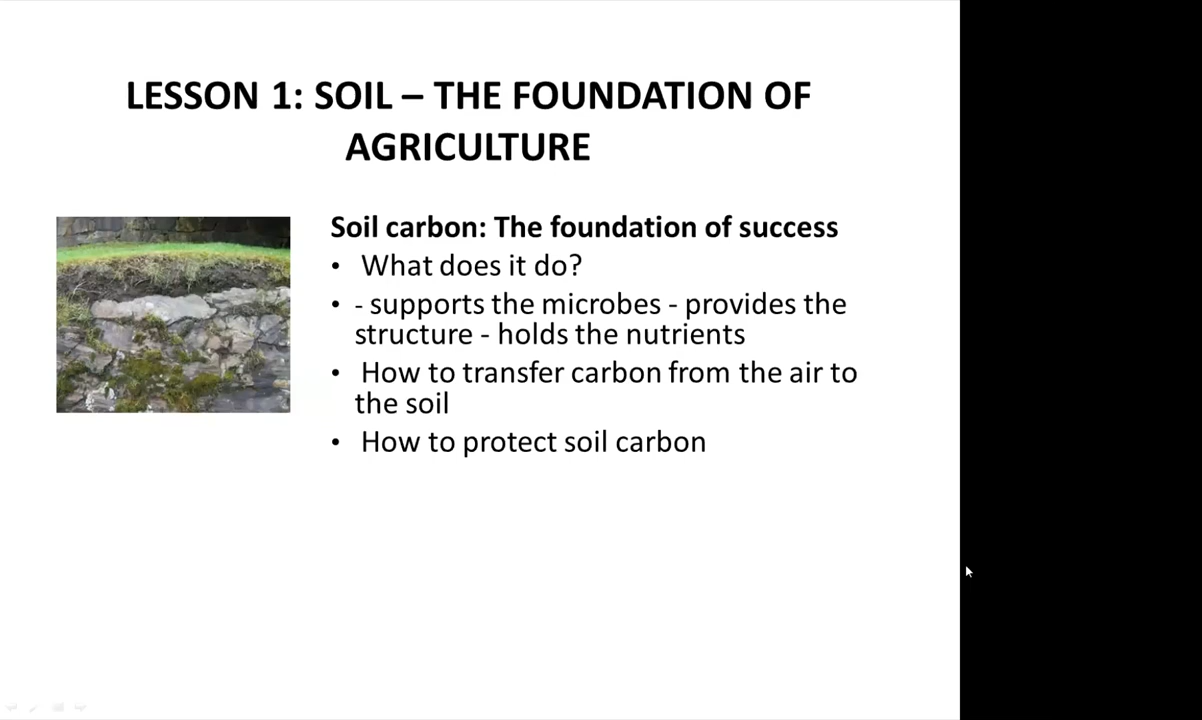 LESSON 1: SOIL – THE FOUNDATION OF
AGRICULTURE
Soil carbon: The foundation of success
• What does it do?
• - supports the microbes - provides the
structure - holds the nutrients
• How to transfer carbon from the air to
the soil
• How to protect soil carbon